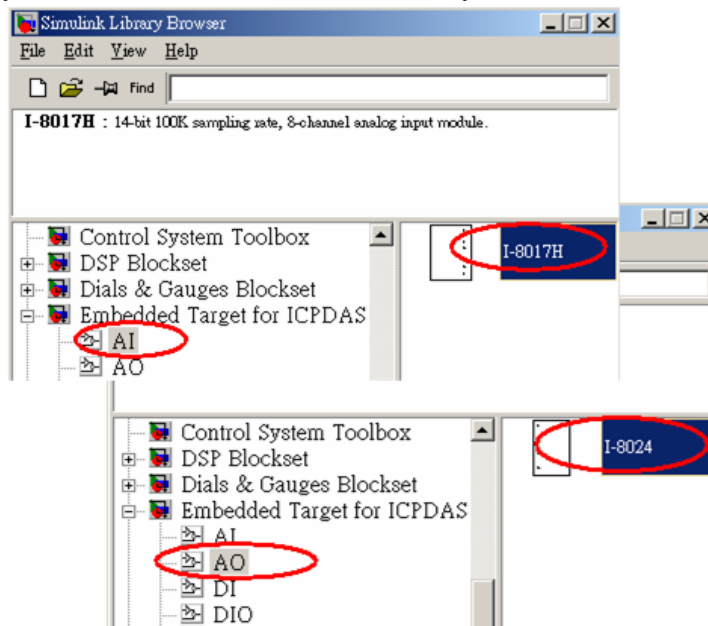 Simulink Library Browser
File Edit View Help
Find
I-8017H : 14-bit 100K sampling rate, 8-channel analog input module.
Control System Toolbox
DSP Blockset
Dials & Gauges Blockset
Embedded Target for ICPDAS
AI
AO
I-8017H
Control System Toolbox
DSP Blockset
Dials & Gauges Blockset
Embedded Target for ICPDAS
AI
AO
DI
DIO
I-8024